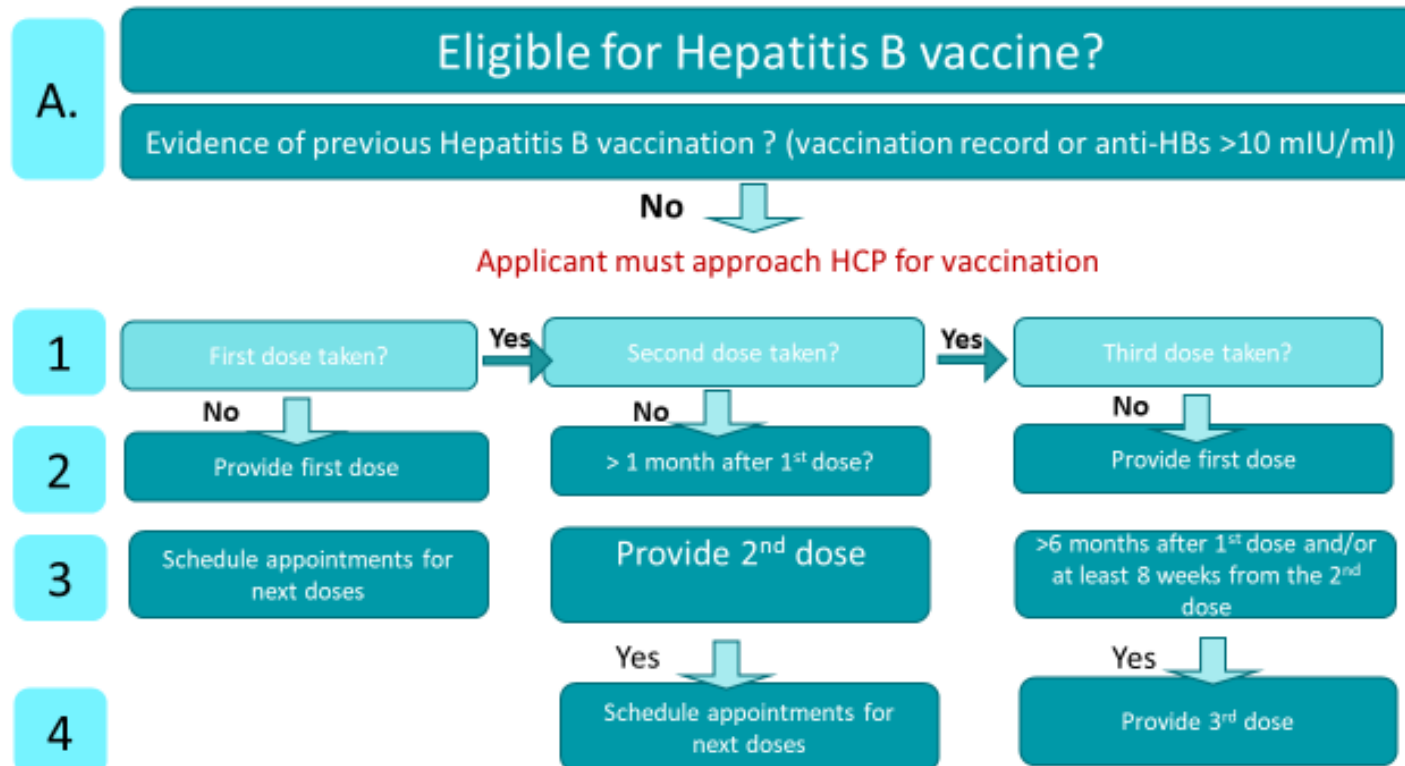 A.
Eligible for Hepatitis B vaccine?
Evidence of previous Hepatitis B vaccination ? (vaccination record or anti-HBs >10 mIU/ml)
No
Applicant must approach HCP for vaccination
1
First dose taken?
Yes
Second dose taken?
Yes
Third dose taken?
No
No
No
2
Provide first dose
> 1 month after 1st dose?
Provide first dose
3
Schedule appointments for
next doses
Provide 2nd dose
>6 months after 1st dose and/or
at least 8 weeks from the 2nd
dose
Yes
Yes
4
Schedule appointments for
next doses
Provide 3rd dose